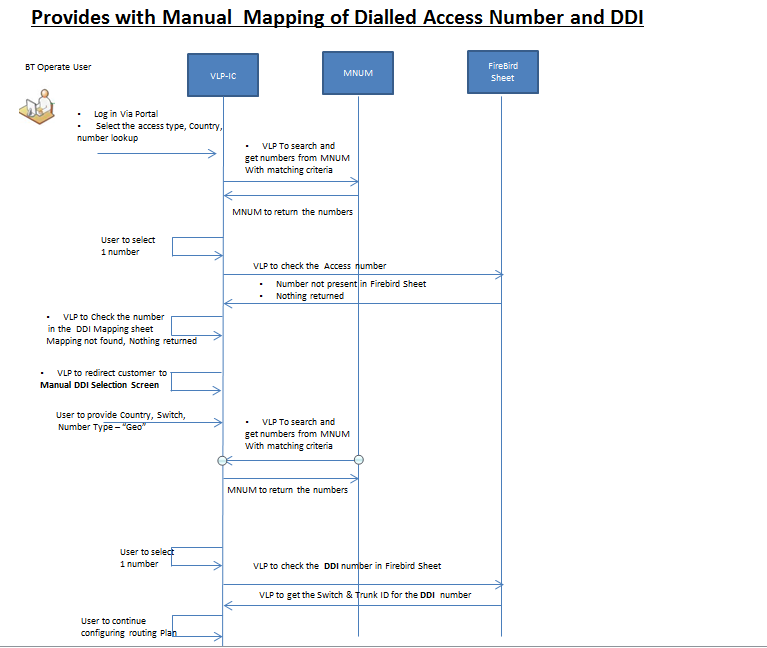 Provides with Manual Mapping of Dialled Access Number and DDI
BT Operate User
VLP-IC
MNUM
FireBird
Sheet
• Log in Via Portal
• Select the access type, Country,
number lookup
• VLP To search and
get numbers from MNUM
With matching criteria
MNUM to return the numbers
User to select
1 number
VLP to check the Access number
• Number not present in Firebird Sheet
• Nothing returned
• VLP to Check the number
in the DDI Mapping sheet
Mapping not found, Nothing returned
• VLP to redirect customer to
Manual DDI Selection Screen
User to provide Country, Switch,
Number Type – "Geo"
• VLP To search and
get numbers from MNUM
With matching criteria
MNUM to return the numbers
User to select
1 number
VLP to check the DDI number in Firebird Sheet
VLP to get the Switch & Trunk ID for the DDI number
User to continue
configuring routing Plan